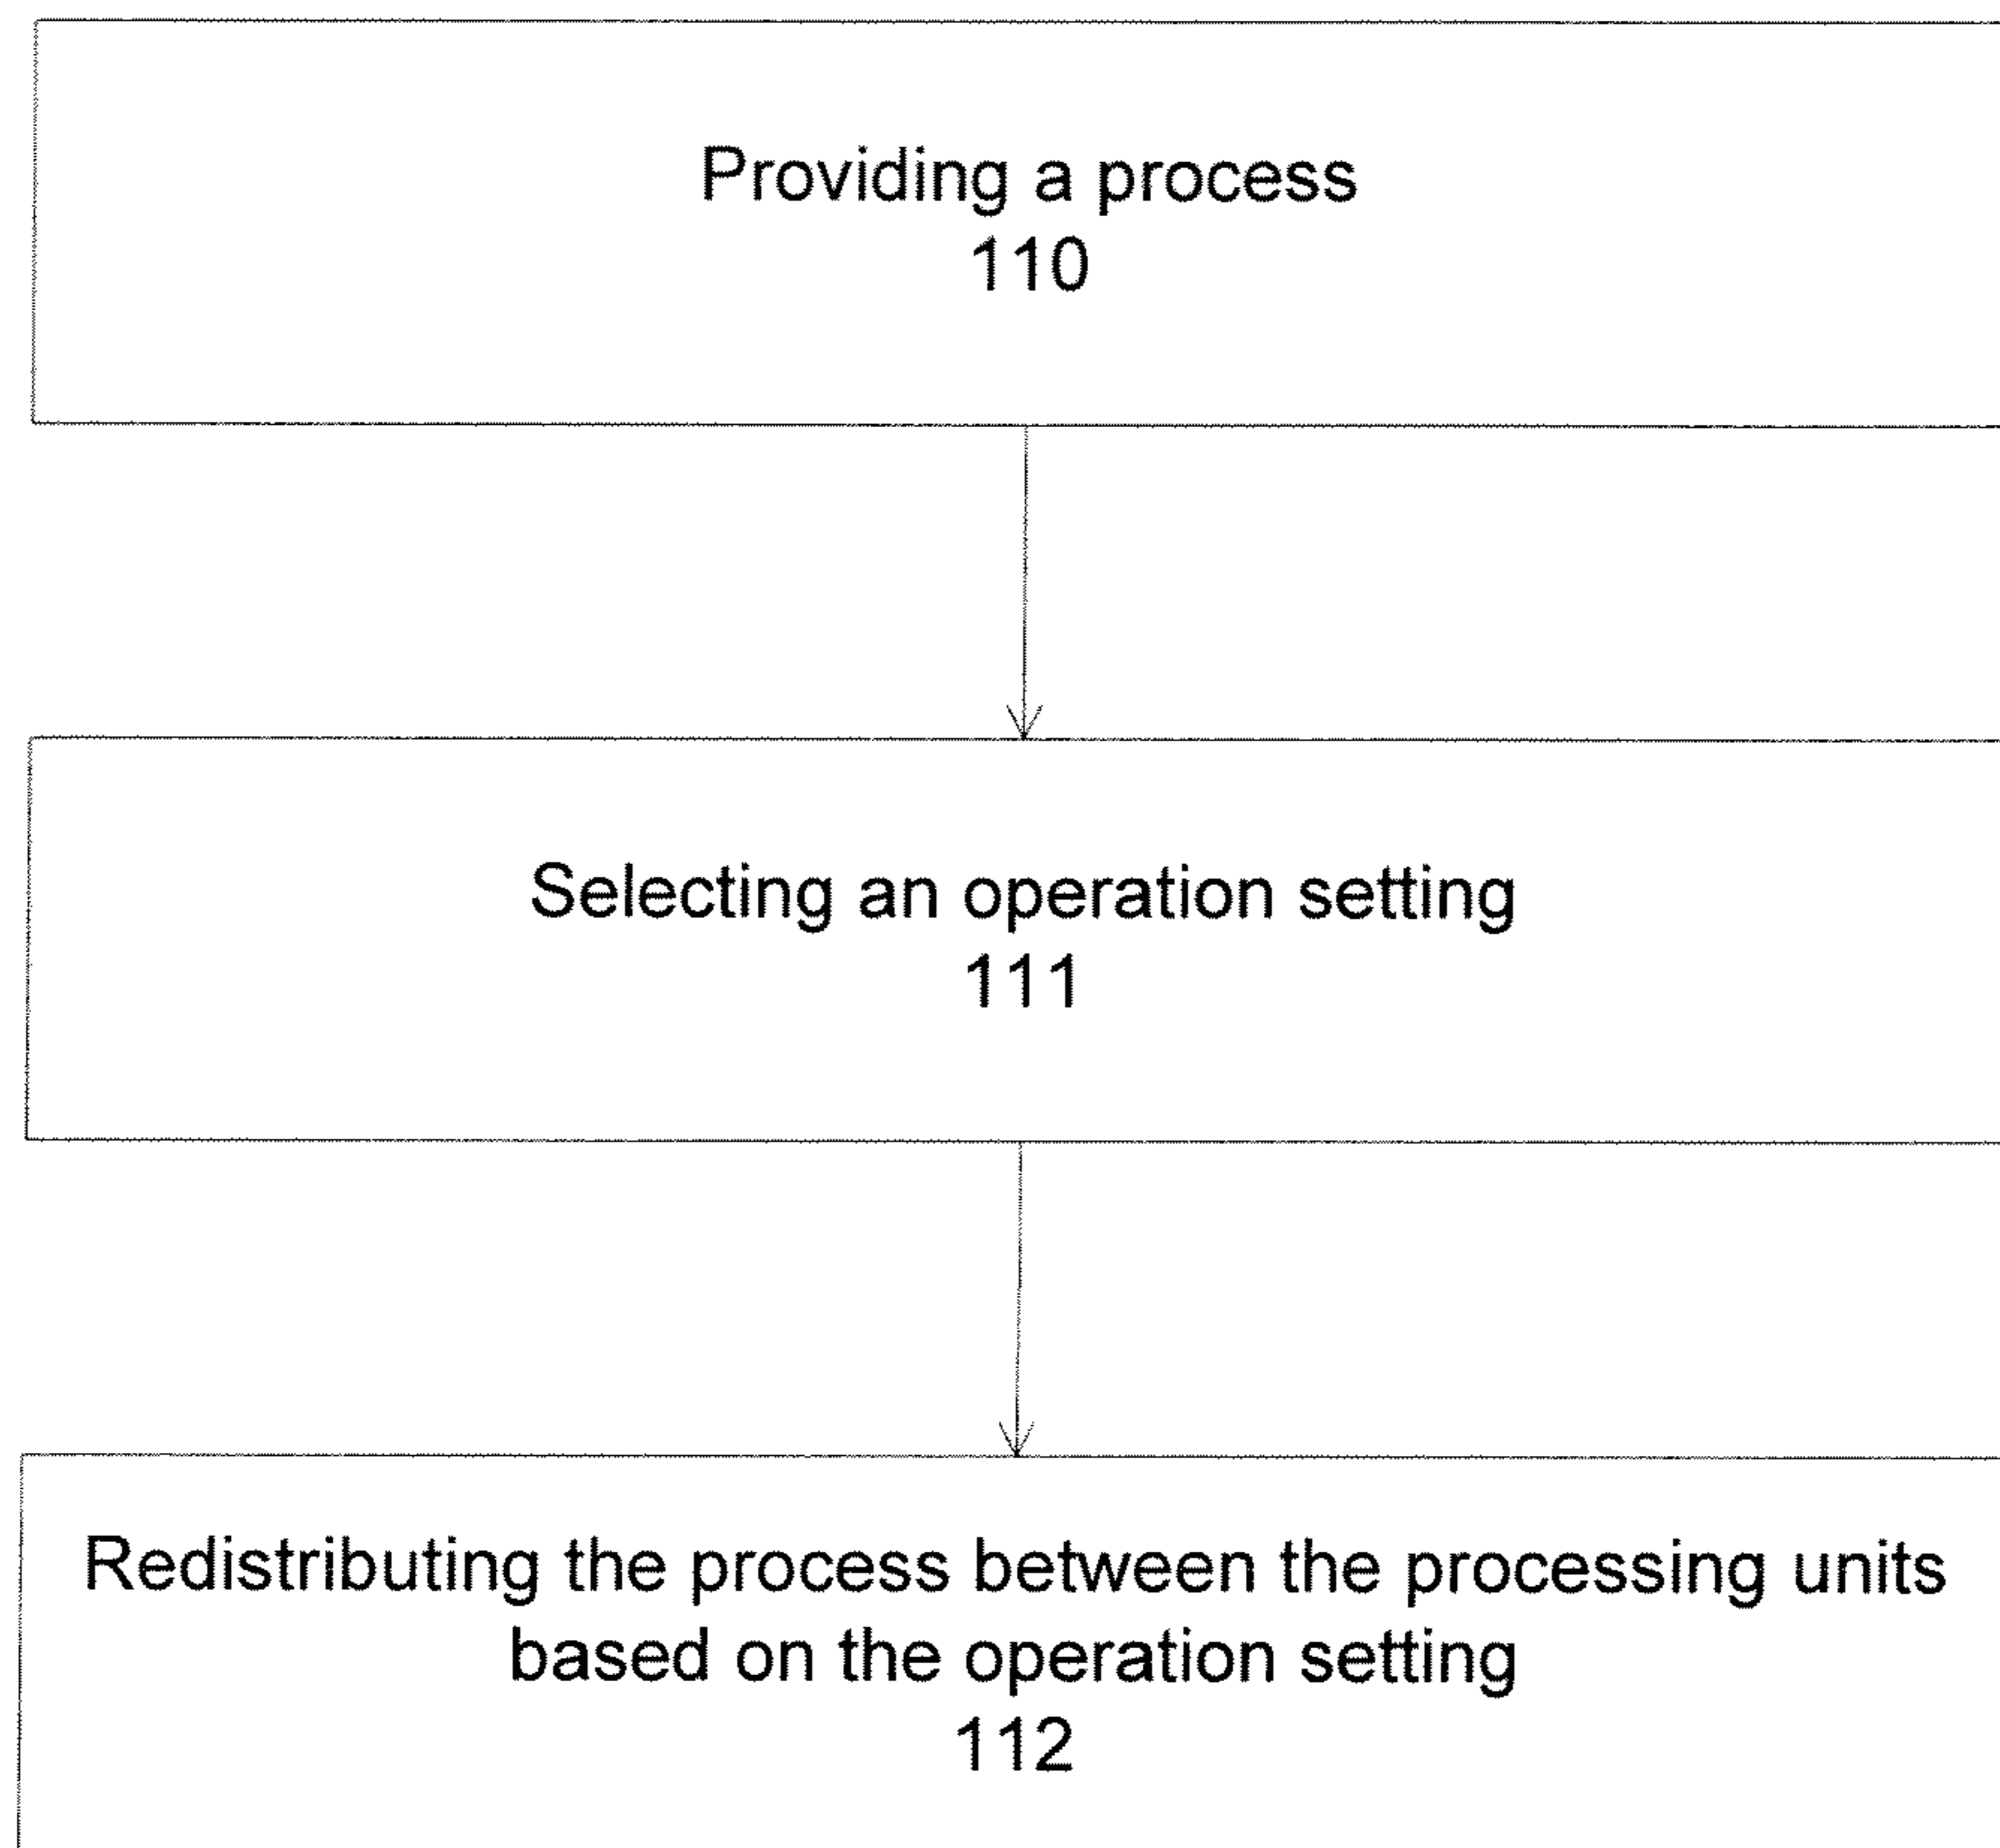 Providing a process
110
Selecting an operation setting
111
Redistributing the process between the processing units
based on the operation setting
112